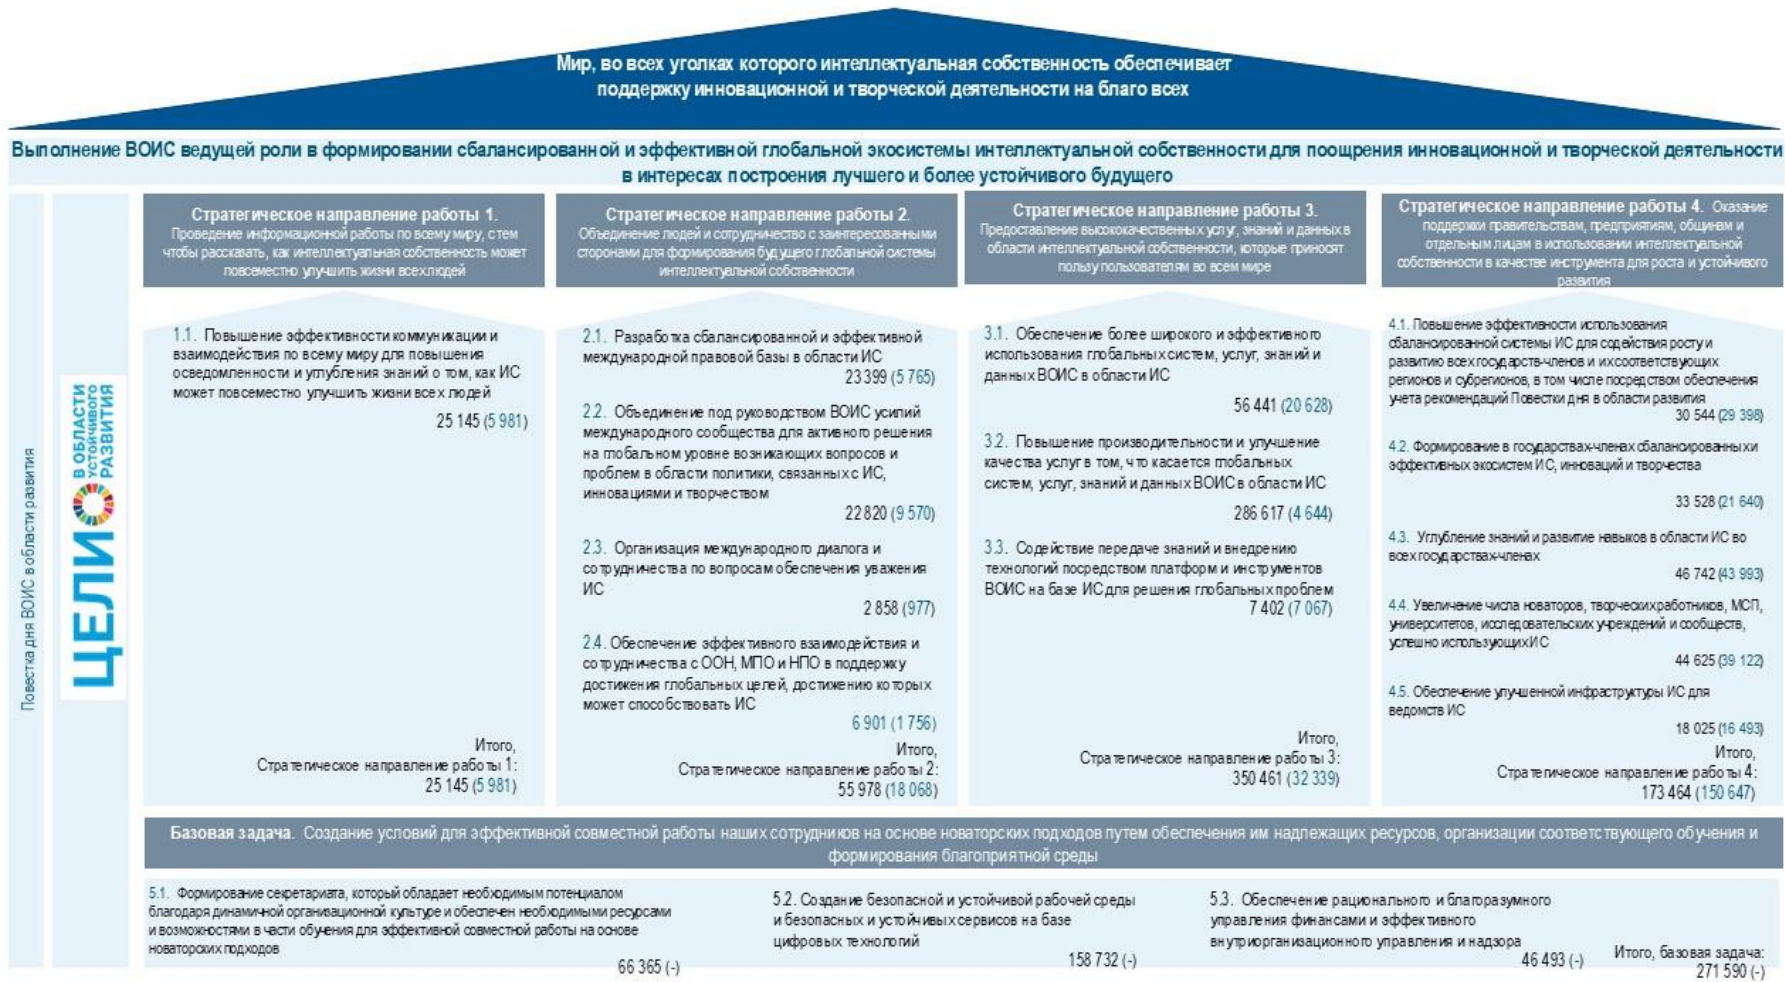 Мир, во всех уголках которого интеллектуальная собственность обеспечивает
поддержку инновационной и творческой деятельности на благо всех
Выполнение ВОИС ведущей роли в формировании сбалансированной и эффективной глобальной экосистемы интеллектуальной собственности для поощрения инновационной и творческой деятельности
в интересах построения лучшего и более устойчивого будущего
Повестка дня ВОИС в области развития
ЦЕЛИ В ОБЛАСТИ
УСТОЙЧИВОГО
РАЗВИТИЯ
Стратегическое направление работы 1.
Проведение информационной работы по всему миру, с тем
чтобы рассказать, как интеллектуальная собственность может
повсеместно улучшить жизни всех людей
1.1. Повышение эффективности коммуникации и
взаимодействия по всему миру для повышения
осведомленности и углубления знаний о том, как ИС
может повсеместно улучшить жизни всех людей
25 145 (5 981)
Итого,
Стратегическое направление работы 1:
25 145 (5 981)
Стратегическое направление работы 2.
Объединение людей и сотрудничество с заинтересованными
сторонами для формирования будущего глобальной системы
интеллектуальной собственности
2.1. Разработка сбалансированной и эффективной
международной правовой базы в области ИС
23 399 (5 765)
2.2. Объединение под руководством ВОИС усилий
международного сообщества для активного решения
на глобальном уровне возникающих вопросов и
проблем в области политики, связанных с ИС,
инновациями и творчеством
22 820 (9 570)
2.3. Организация международного диалога и
сотрудничества по вопросам обеспечения уважения
ИС
2 858 (977)
2.4. Обеспечение эффективного взаимодействия и
сотрудничества с ООН, МПО и НПО в поддержку
достижения глобальных целей, достижению которых
может способствовать ИС
6 901 (1 756)
Итого,
Стратегическое направление работы 2:
55 978 (18 068)
Стратегическое направление работы 3.
Предоставление высококачественных услуг, знаний и данных в
области интеллектуальной собственности, которые приносят
пользу пользователям во всем мире
3.1. Обеспечение более широкого и эффективного
использования глобальных систем, услуг, знаний и
данных ВОИС в области ИС
56 441 (20 628)
3.2. Повышение производительности и улучшение
качества услуг в том, что касается глобальных
систем, услуг, знаний и данных ВОИС в области ИС
286 617 (4 644)
3.3. Содействие передаче знаний и внедрению
технологий посредством платформ и инструментов
ВОИС на базе ИС для решения глобальных проблем
7 402 (7 067)
Итого,
Стратегическое направление работы 3:
350 461 (32 339)
Стратегическое направление работы 4. Оказание
поддержки правительствам, предприятиям, общинам и
отдельным лицам в использовании интеллектуальной
собственности в качестве инструмента для роста и устойчивого
развития
4.1. Повышение эффективности использования
сбалансированной системы ИС для содействия росту и
развитию всех государств-членов и их соответствующих
регионов и субрегионов, в том числе посредством обеспечения
учета рекомендаций Повестки дня в области развития
30 544 (29 398)
4.2. Формирование в государствах-членах сбалансированных и
эффективных экосистем ИС, инноваций и творчества
33 528 (21 640)
4.3. Углубление знаний и развитие навыков в области ИС во
всех государствах-членах
46 742 (43 993)
4.4. Увеличение числа новаторов, творческих работников, МСП,
университетов, исследовательских учреждений и сообществ,
успешно использующих ИС
44 625 (39 122)
4.5. Обеспечение улучшенной инфраструктуры ИС для
ведомств ИС
18 025 (16 493)
Итого,
Стратегическое направление работы 4:
173 464 (150 647)
Базовая задача. Создание условий для эффективной совместной работы наших сотрудников на основе новаторских подходов путем обеспечения им надлежащих ресурсов, организации соответствующего обучения и
формирования благоприятной среды
5.1. Формирование секретариата, который обладает необходимым потенциалом
благодаря динамичной организационной культуре и обеспечен необходимыми ресурсами
и возможностями в части обучения для эффективной совместной работы на основе
новаторских подходов
66 365 (-)
5.2. Создание безопасной и устойчивой рабочей среды
и безопасных и устойчивых сервисов на базе
цифровых технологий
158 732 (-)
5.3. Обеспечение рационального и благоразумного
управления финансами и эффективного
внутриорганизационного управления и надзора
46 493 (-)
Итого, базовая задача:
271 590 (-)